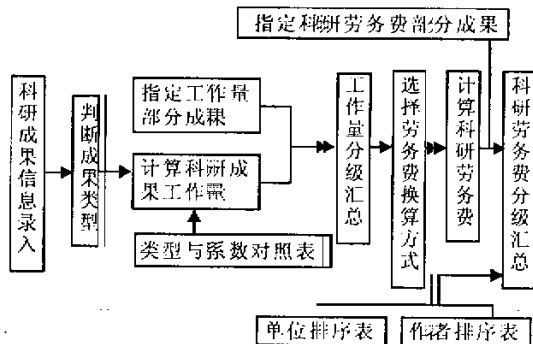 指定科研劳务费部分成果
科研成果信息录入
判断成果类型
指定工作量
部分成果
计算科研成
果工作量
类型与系数对照表
工作量分级汇总
选择劳务费换算方式
计算科研劳务费
科研劳务费分级汇总
单位排序表
作者排序表